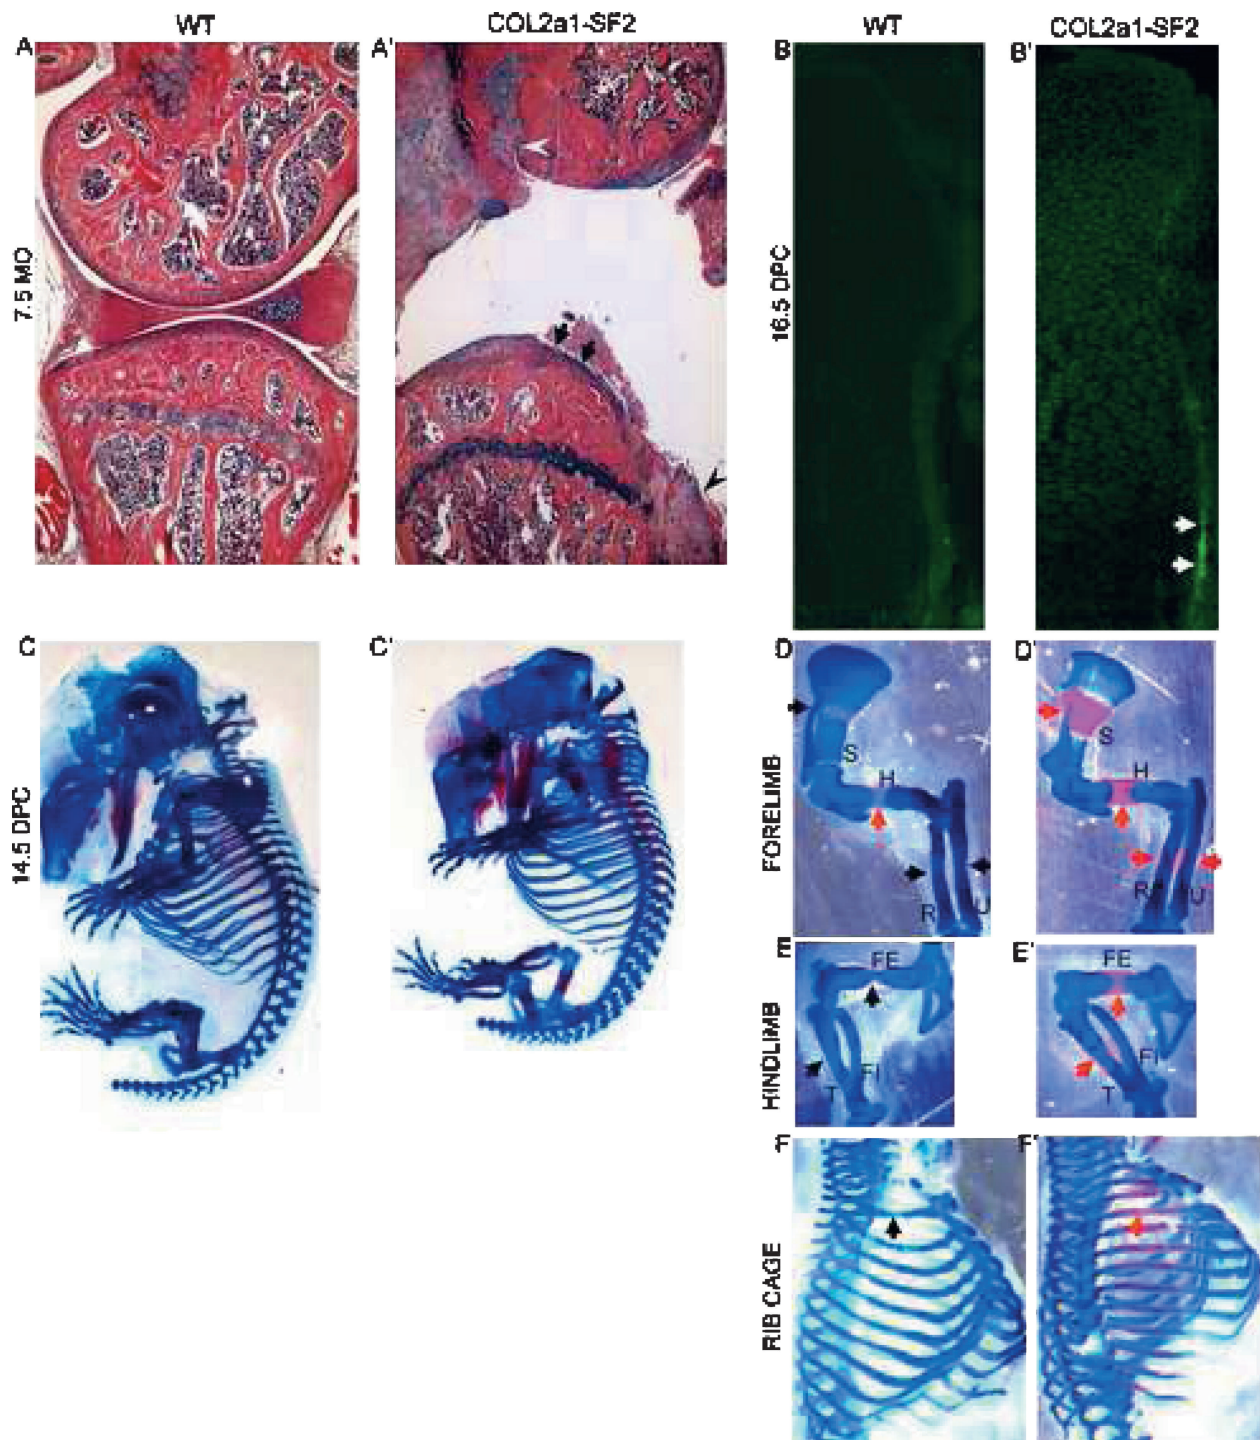 WT
COL2a1-SF2
WT
COL2a1-SF2
A
A'
B
B'
7.5 MO
16.5 DPC
C
C'
D
D'
14.5 DPC
FORELIMB
S
H
R
U
S
H
R
U
E
E'
HINDLIMB
FE
FI
T
FE
FI
T
F
F'
RIB CAGE